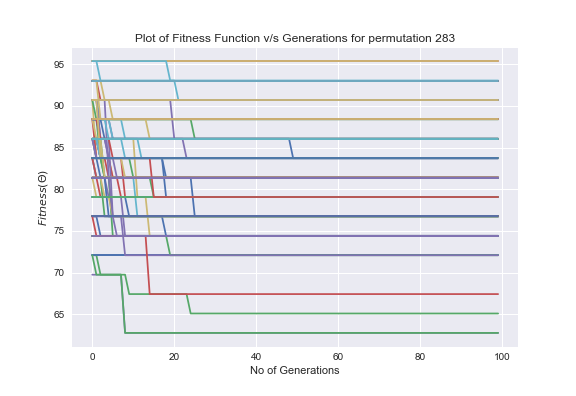 Plot of Fitness Function v/s Generations for permutation 283
95
90
85
80
75
70
65
Fitness(Θ)
0 20 40 60 80 100
No of Generations